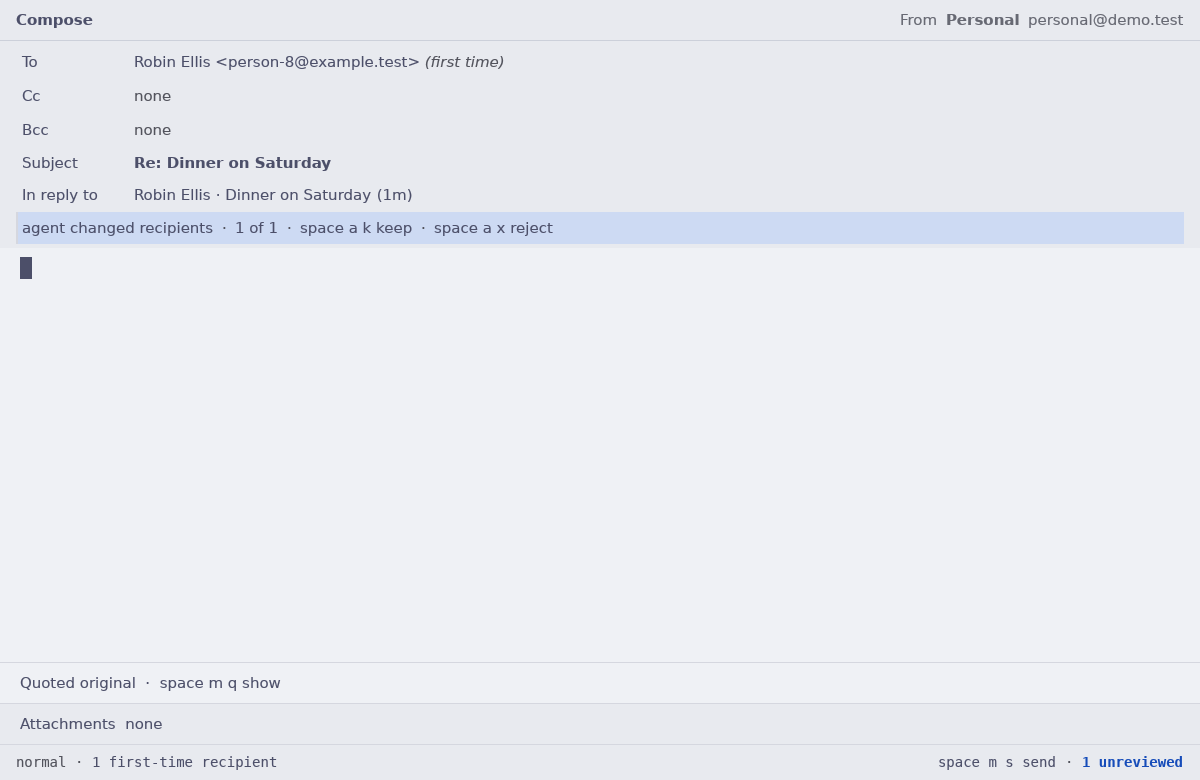 Compose From Personal personal@demo.test
To Robin Ellis <person-8@example.test> (first time)
Cc none
Bcc none
Subject Re: Dinner on Saturday
In reply to Robin Ellis · Dinner on Saturday (1m)
agent changed recipients · 1 of 1 · space a k keep · space a x reject
Quoted original · space m q show
Attachments none
normal · 1 first-time recipient space m s send · 1 unreviewed